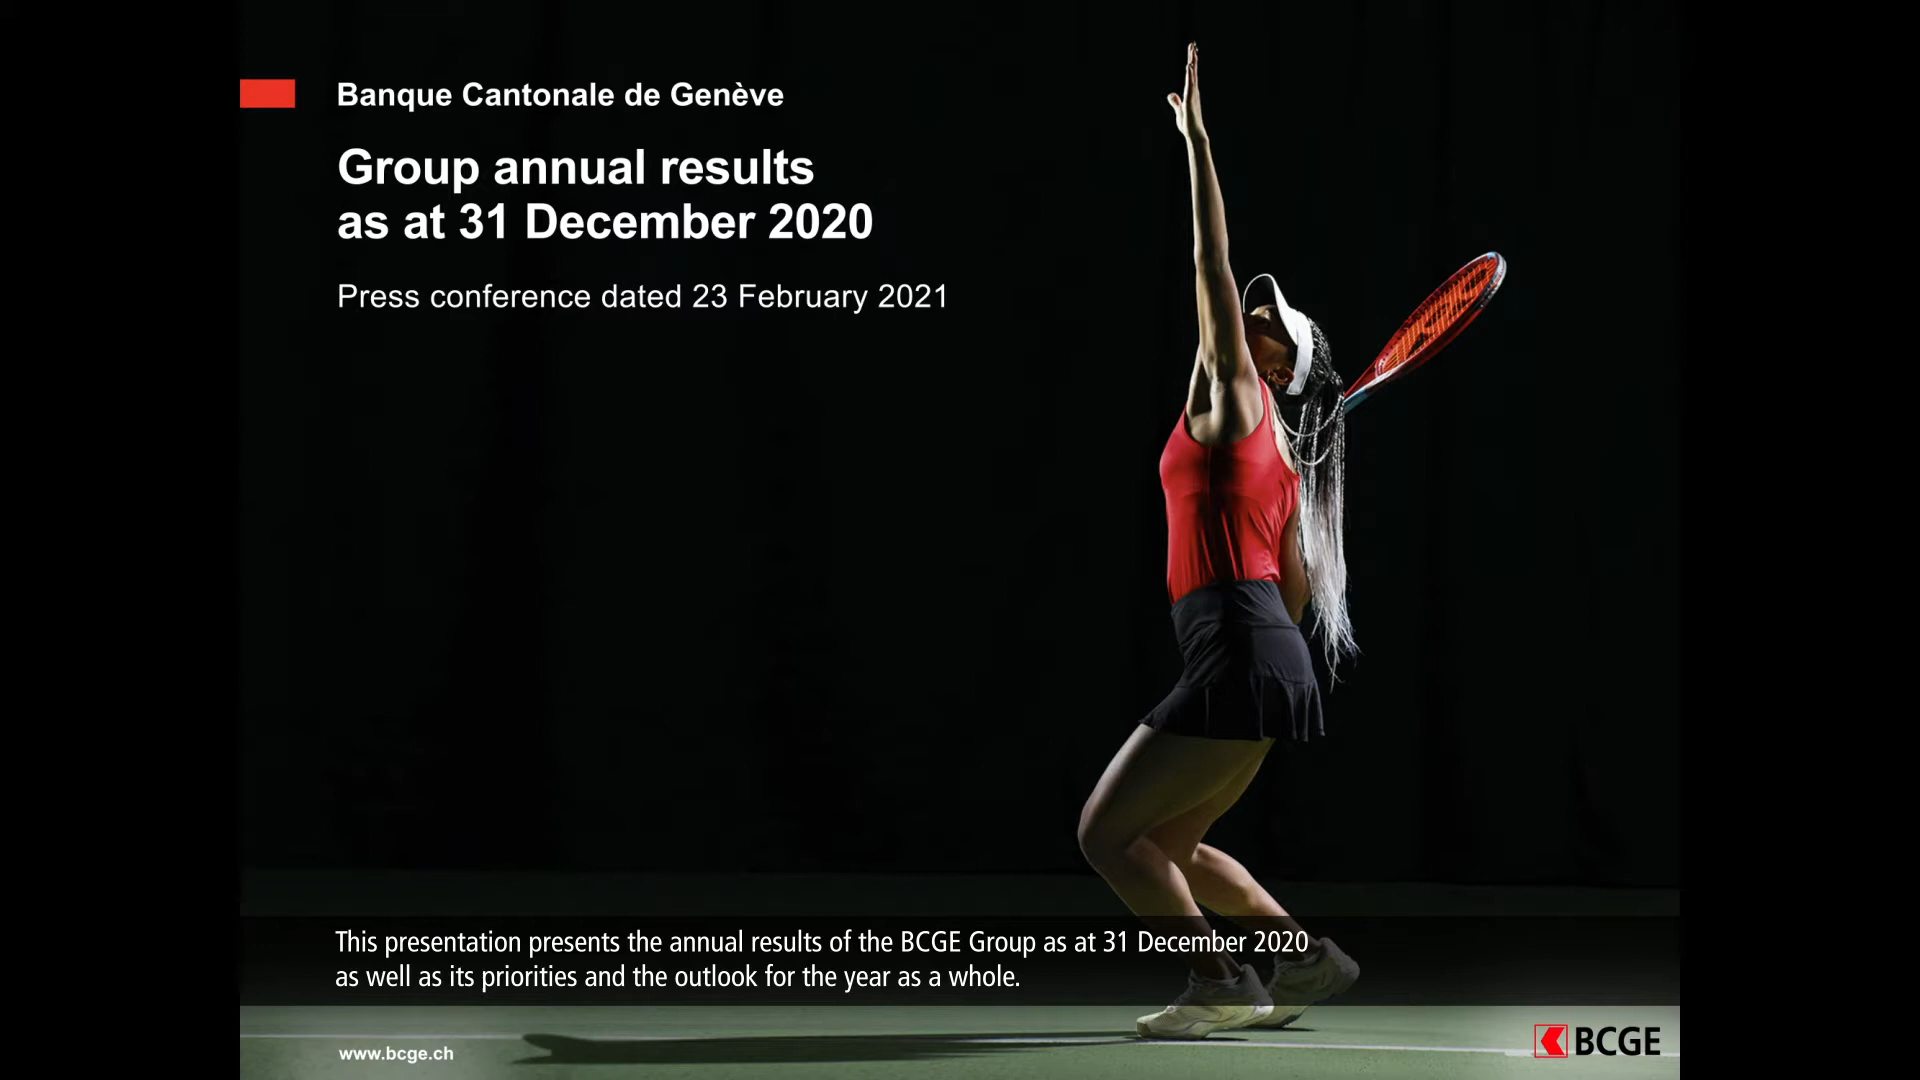 Banque Cantonale de Genève
Group annual results
as at 31 December 2020
Press conference dated 23 February 2021
This presentation presents the annual results of the BCGE Group as at 31 December 2020
as well as its priorities and the outlook for the year as a whole.
www.bcge.ch
BCGE